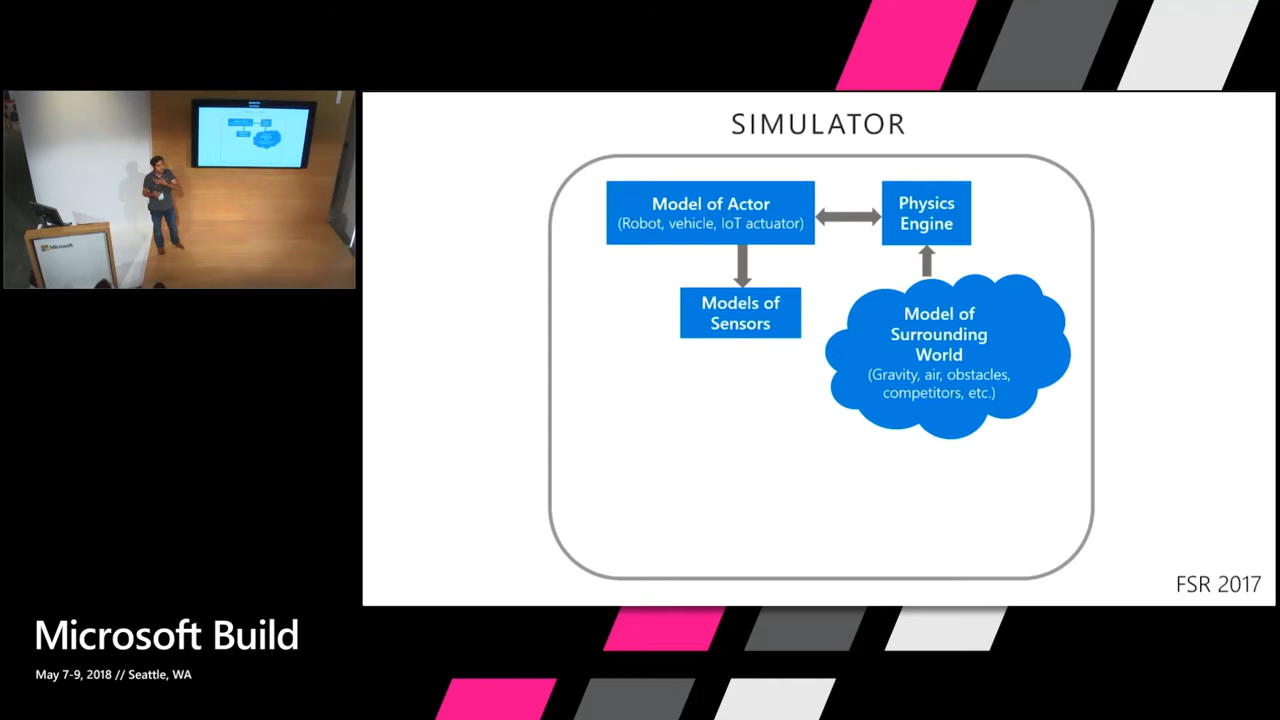 SIMULATOR
Model of Actor
(Robot, vehicle, IoT actuator)
Physics
Engine
Models of
Sensors
Model of
Surrounding
World
(Gravity, air, obstacles,
competitors, etc.)
FSR 2017
Microsoft
Microsoft Build
May 7-9, 2018 // Seattle, WA